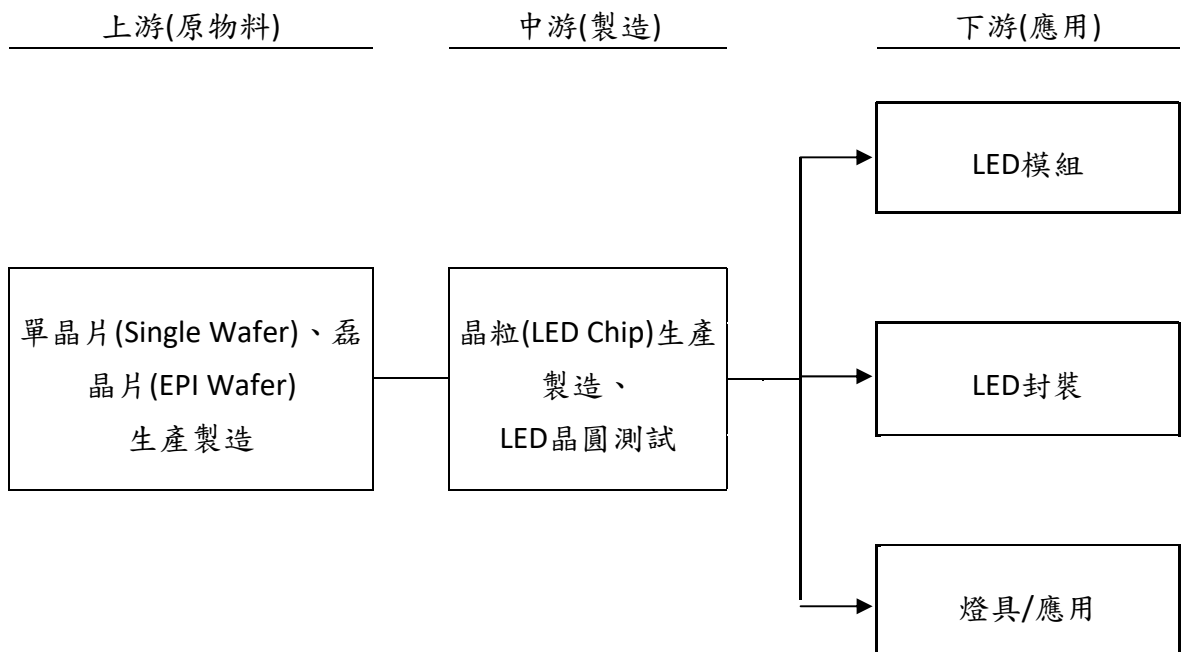 上游(原物料)
中游(製造)
下游(應用)
單晶片(Single Wafer)、磊
晶片(EPI Wafer)
生產製造
晶粒(LED Chip)生產
製造、
LED晶圓測試
LED模組
LED封裝
燈具/應用